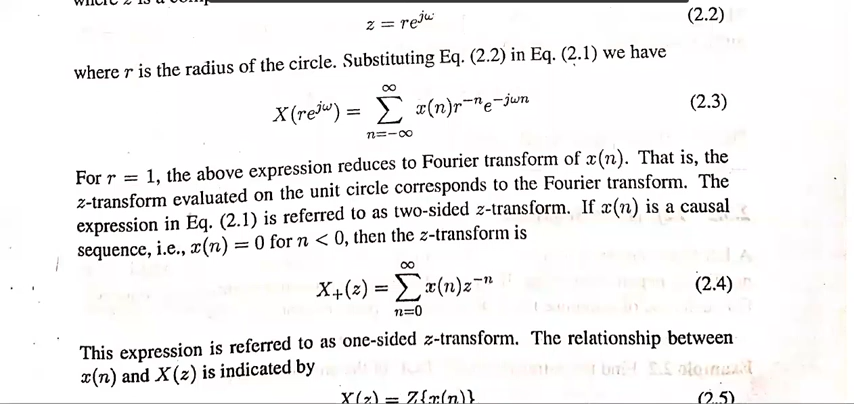 where z is a
z = re^{jω} (2.2)
where r is the radius of the circle. Substituting Eq. (2.2) in Eq. (2.1) we have
X(re^{jω}) = ∑_{n=-∞}^{∞} x(n)r^{-n}e^{-jwn} (2.3)
For r = 1, the above expression reduces to Fourier transform of x(n). That is, the
z-transform evaluated on the unit circle corresponds to the Fourier transform. The
expression in Eq. (2.1) is referred to as two-sided z-transform. If x(n) is a causal
sequence, i.e., x(n) = 0 for n < 0, then the z-transform is
X₊(z) = ∑_{n=0}^{∞} x(n)z^{-n} (2.4)
This expression is referred to as one-sided z-transform. The relationship between
x(n) and X(z) is indicated by
X(z) = Z{x(n)} (2.5)